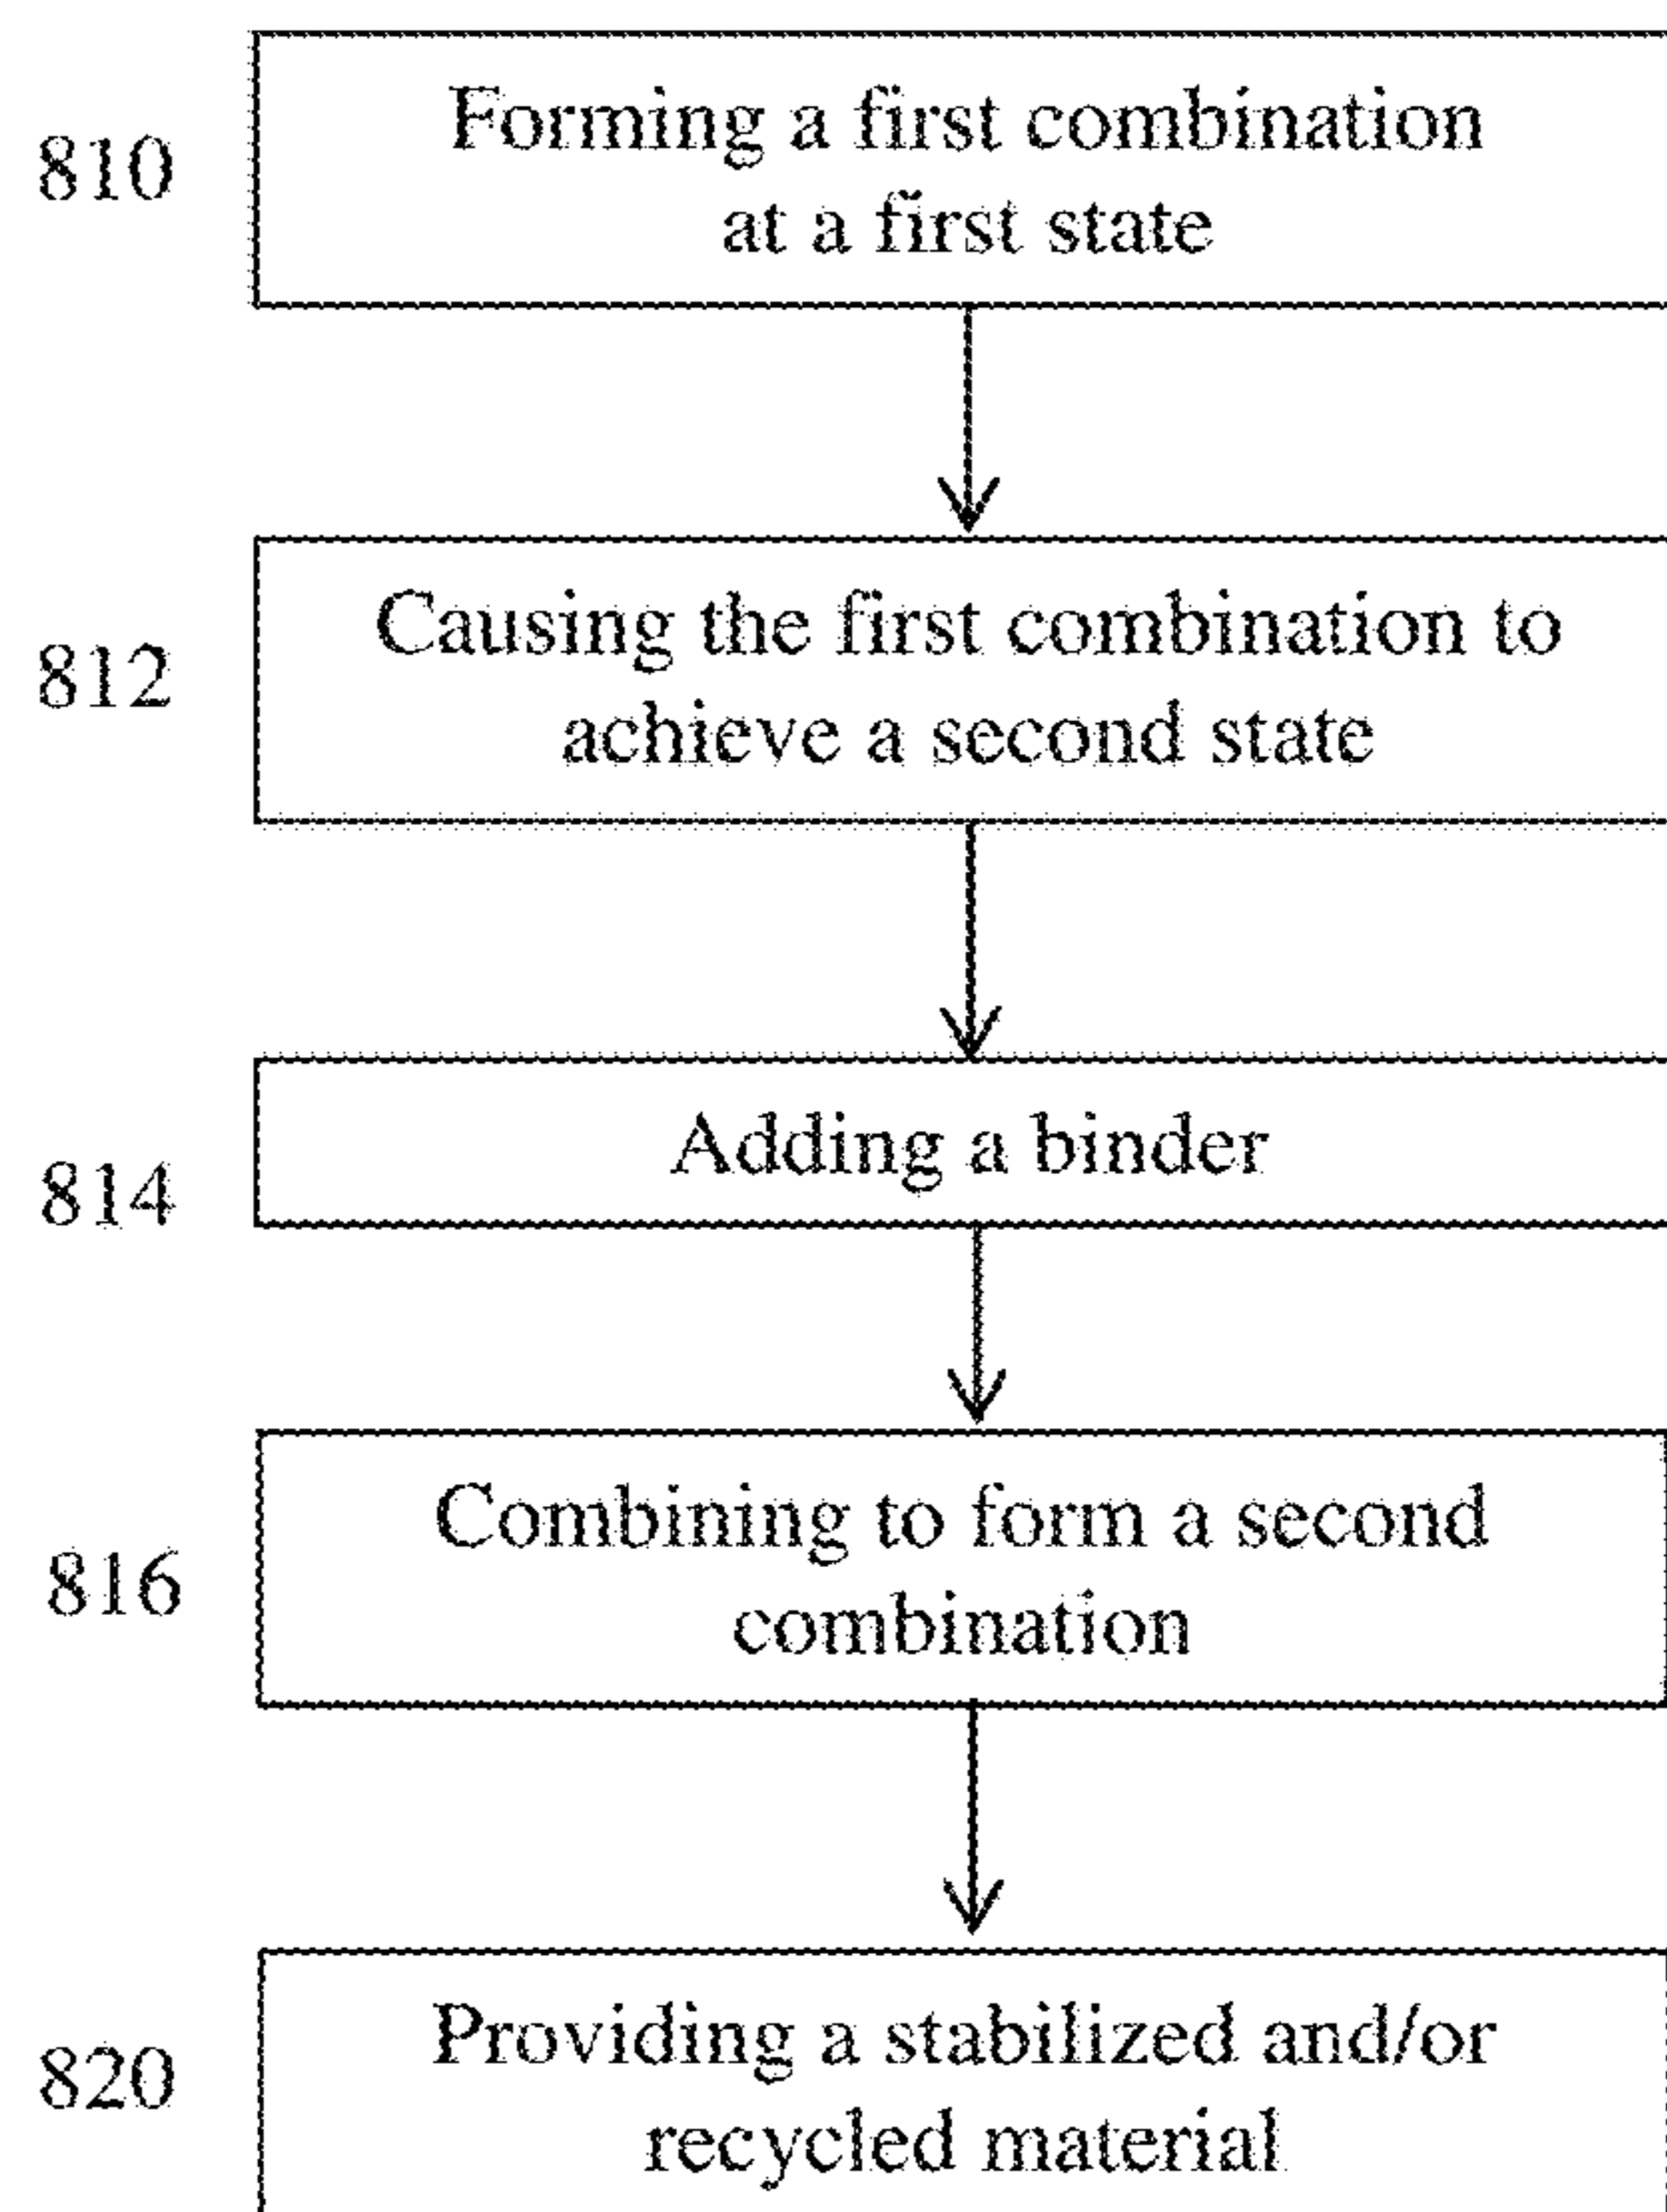 810
Forming a first combination
at a first state
812
Causing the first combination to
achieve a second state
814
Adding a binder
816
Combining to form a second
combination
820
Providing a stabilized and/or
recycled material